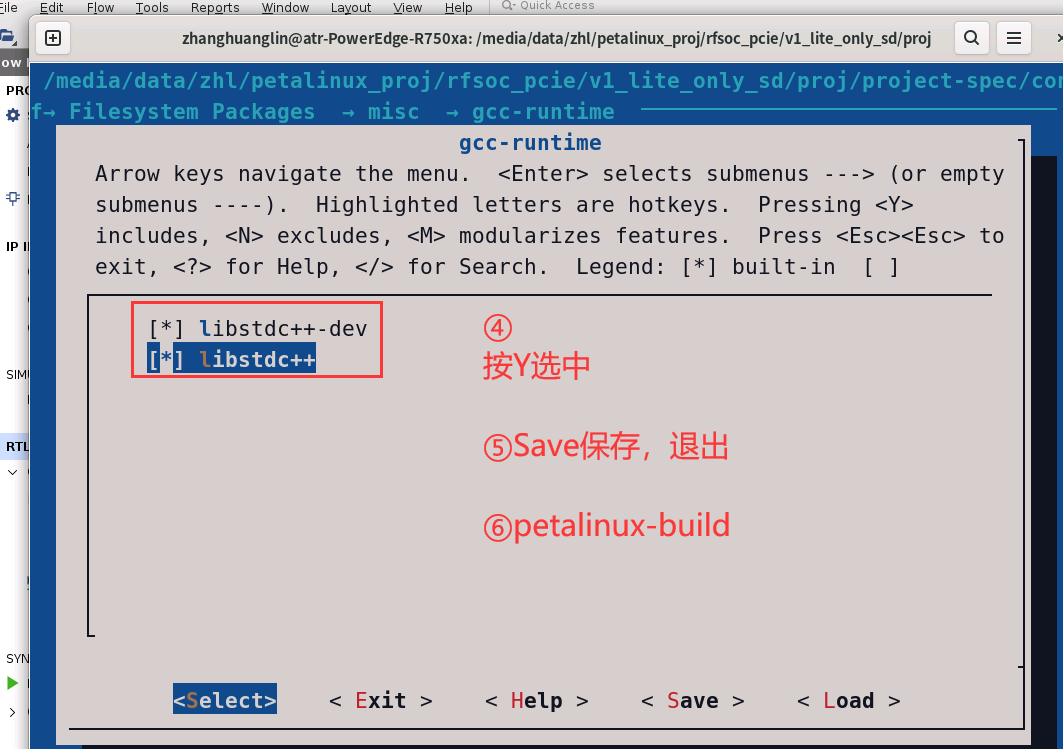 File Edit Flow Tools Reports Window Layout View Help Quick Access
zhanghuanglin@atr-PowerEdge-R750xa: /media/data/zhl/petalinux_proj/rfsoc_pcie/v1_lite_only_sd/proj
/media/data/zhl/petalinux_proj/rfsoc_pcie/v1_lite_only_sd/proj/project-spec/con
f→ Filesystem Packages → misc → gcc-runtime
gcc-runtime
Arrow keys navigate the menu. <Enter> selects submenus ---> (or empty
submenus ----). Highlighted letters are hotkeys. Pressing <Y>
includes, <N> excludes, <M> modularizes features. Press <Esc><Esc> to
exit, <?> for Help, </> for Search. Legend: [*] built-in [ ]
[*] libstdc++-dev
[*] libstdc++
④
按Y选中
⑤Save保存，退出
⑥petalinux-build
<Select> < Exit > < Help > < Save > < Load >
RTL
SYN